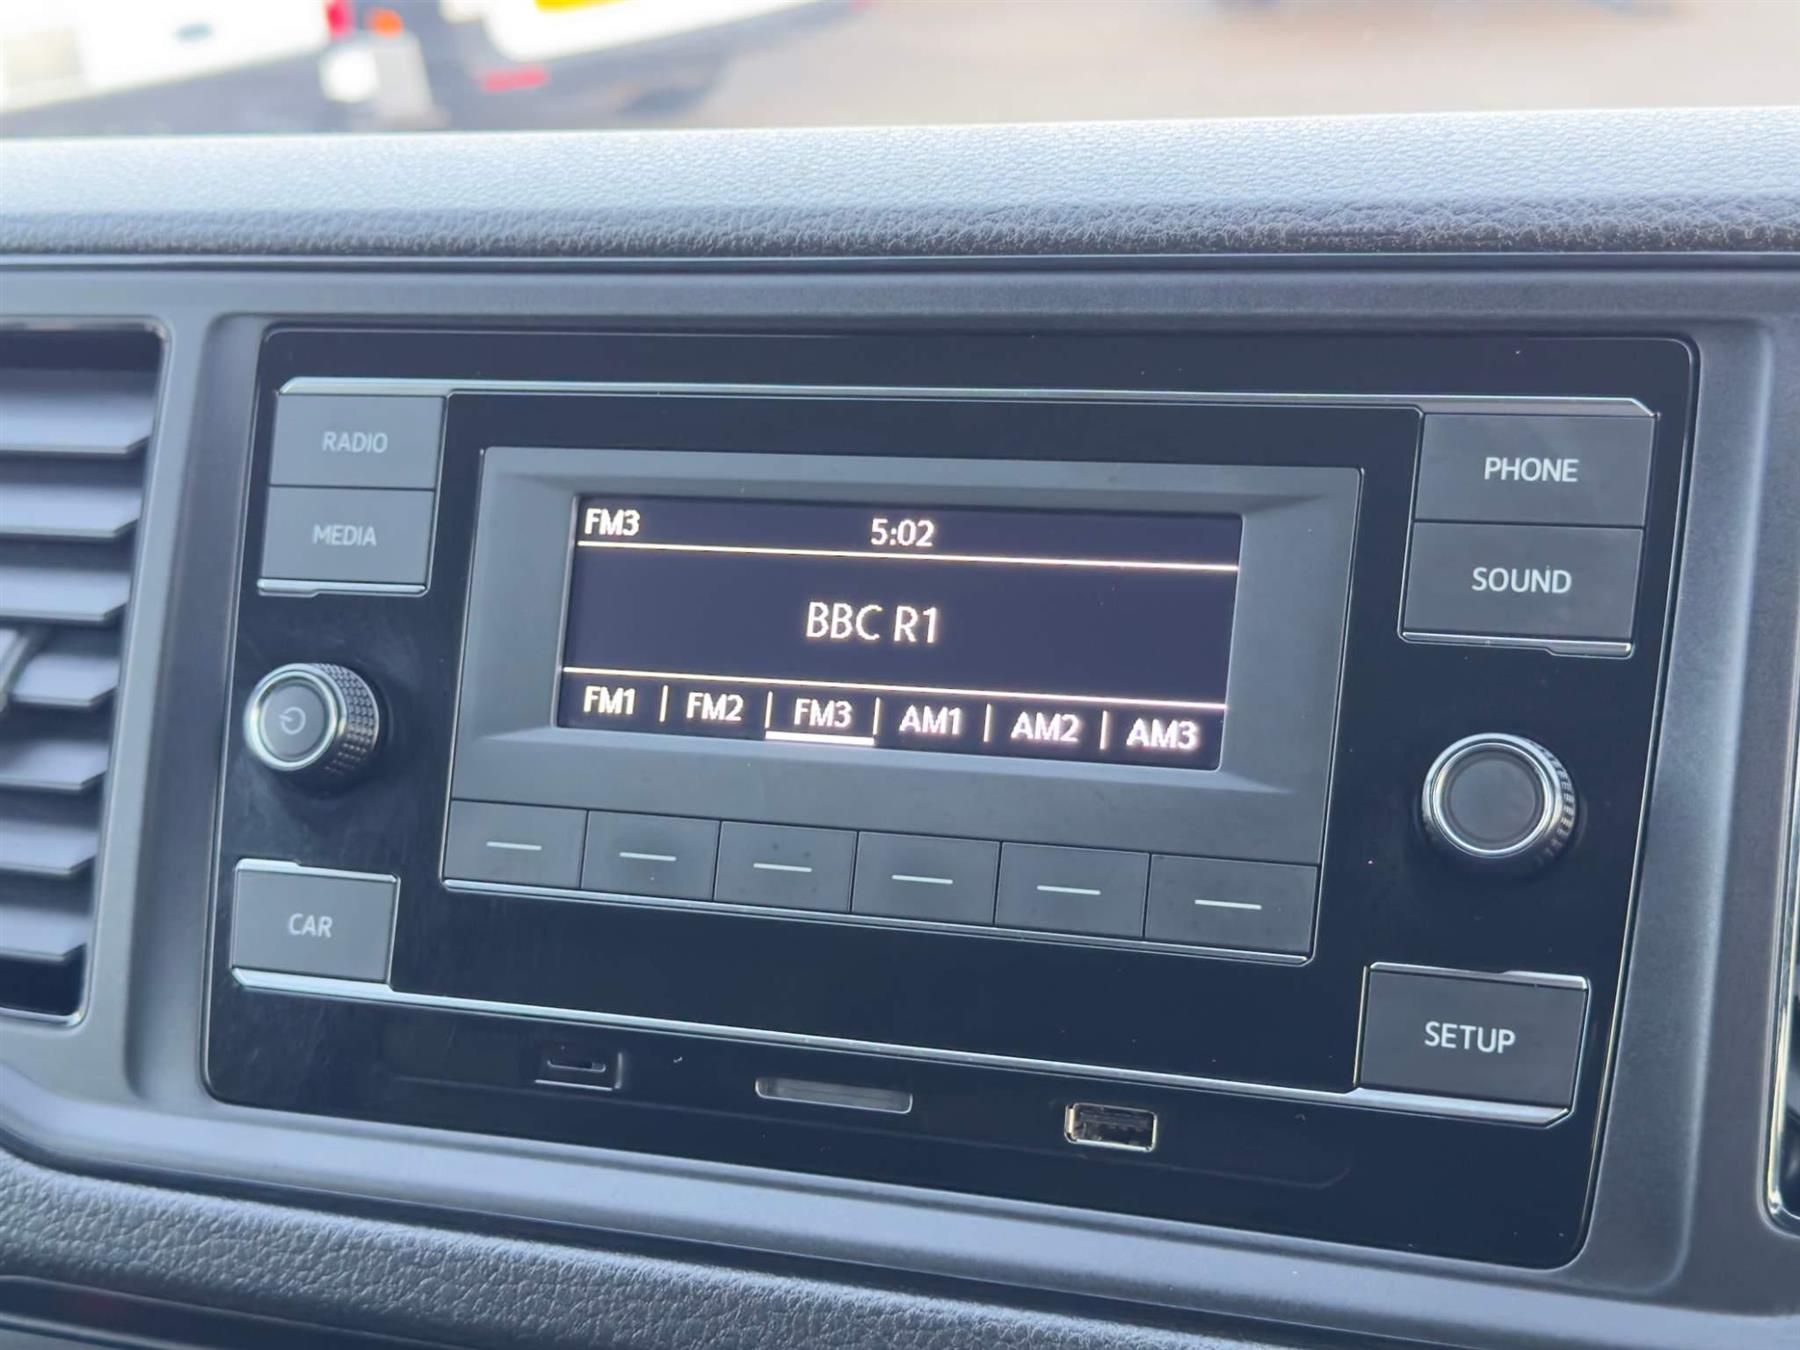 RADIO
MEDIA
PHONE
SOUND
FM3 5:02
BBC R1
FM1 | FM2 | FM3 | AM1 | AM2 | AM3
CAR
SETUP